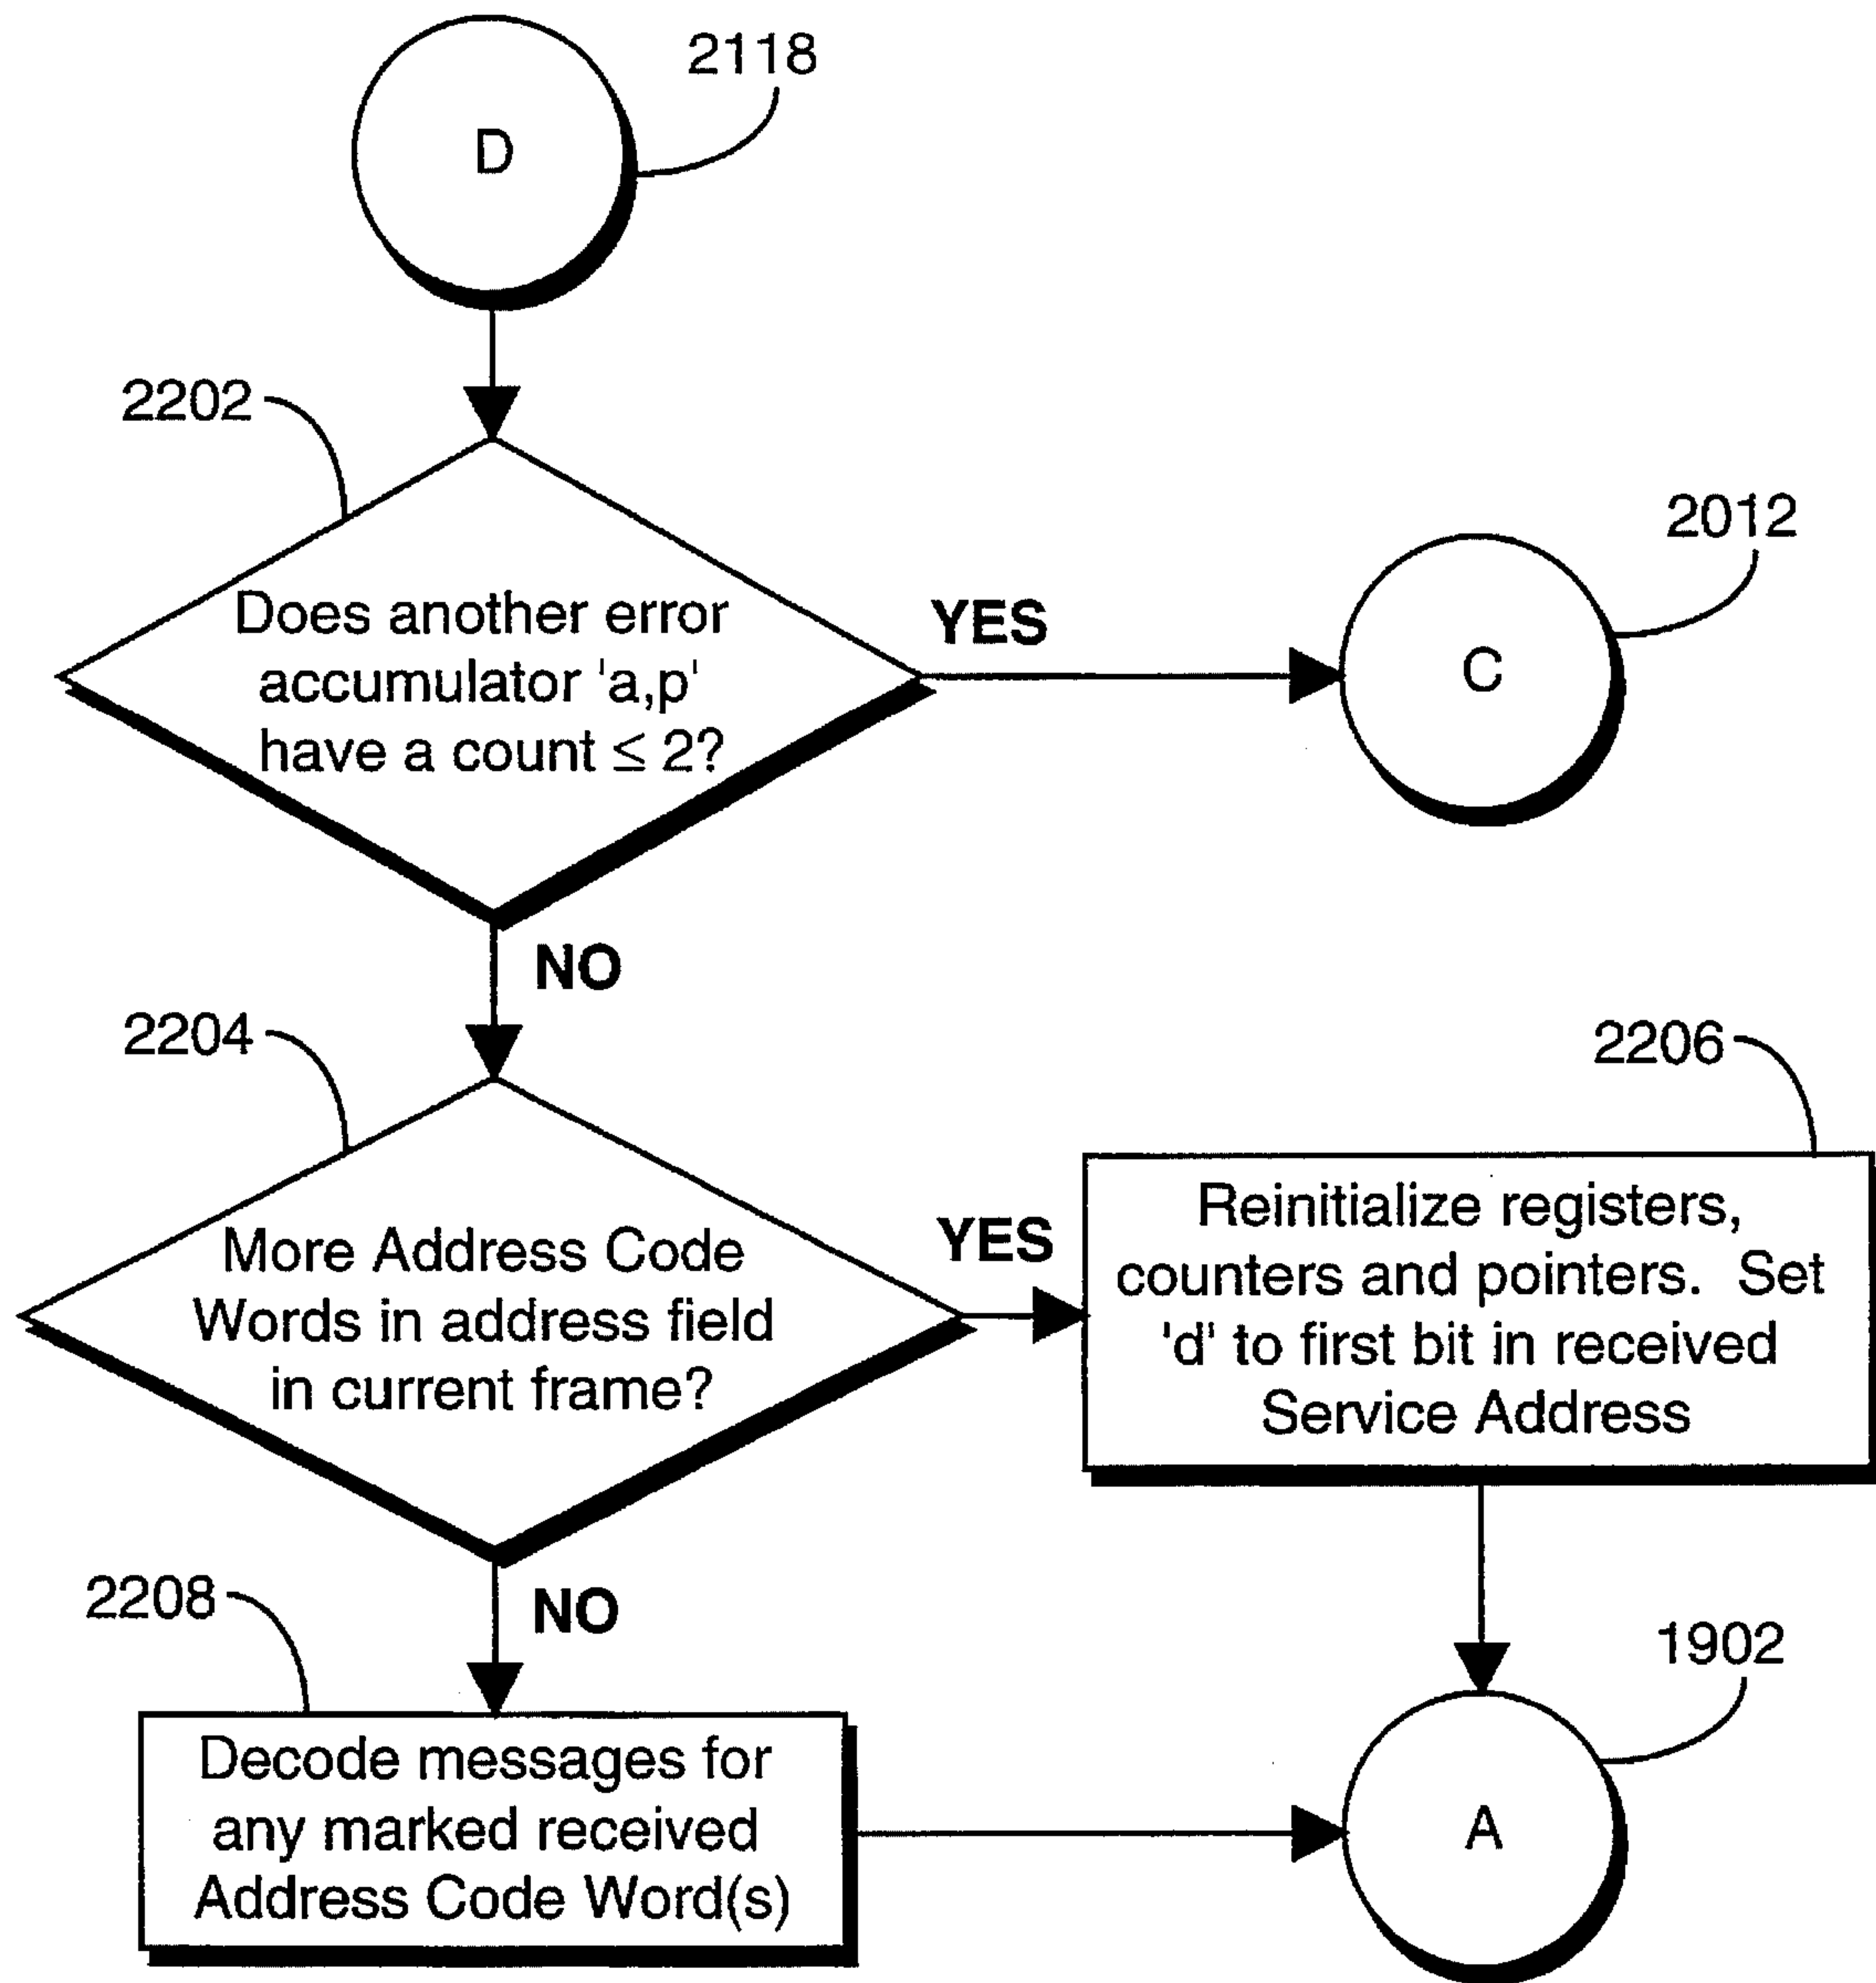 2118
D
2202
Does another error
accumulator 'a,p'
have a count ≤ 2?
YES
2012
C
NO
2204
More Address Code
Words in address field
in current frame?
YES
2206
Reinitialize registers,
counters and pointers. Set
'd' to first bit in received
Service Address
NO
2208
Decode messages for
any marked received
Address Code Word(s)
1902
A